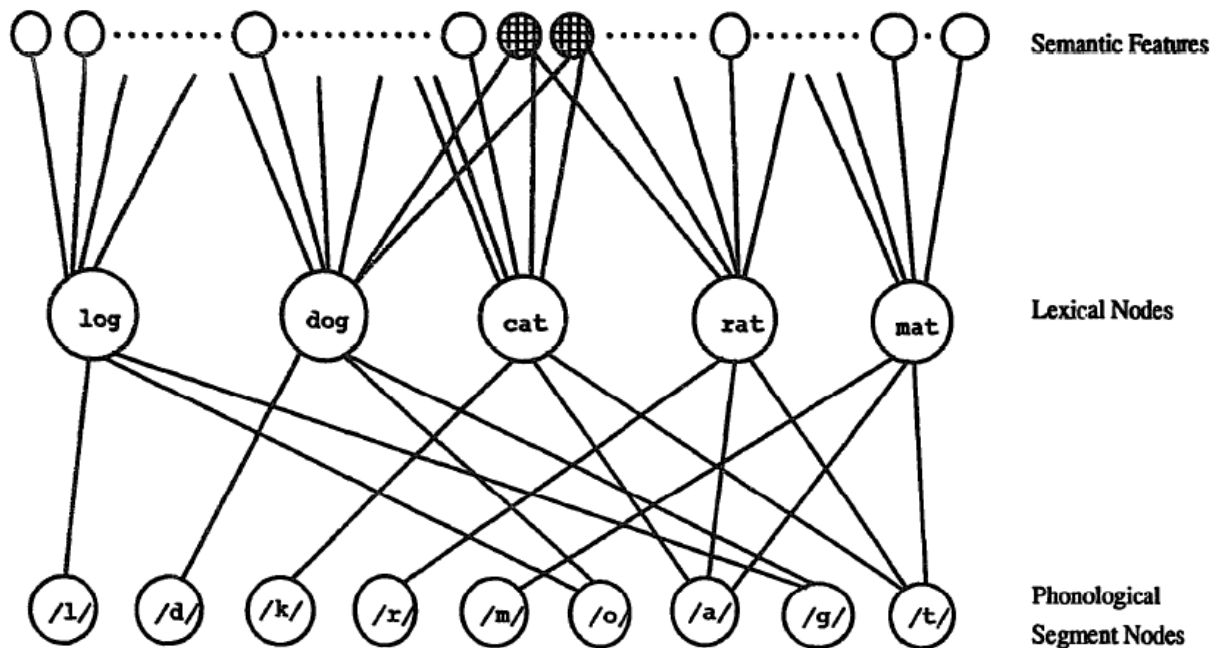 Semantic Features
log
dog
cat
rat
mat
Lexical Nodes
/l/
/d/
/k/
/r/
/m/
/o/
/a/
/g/
/t/
Phonological
Segment Nodes